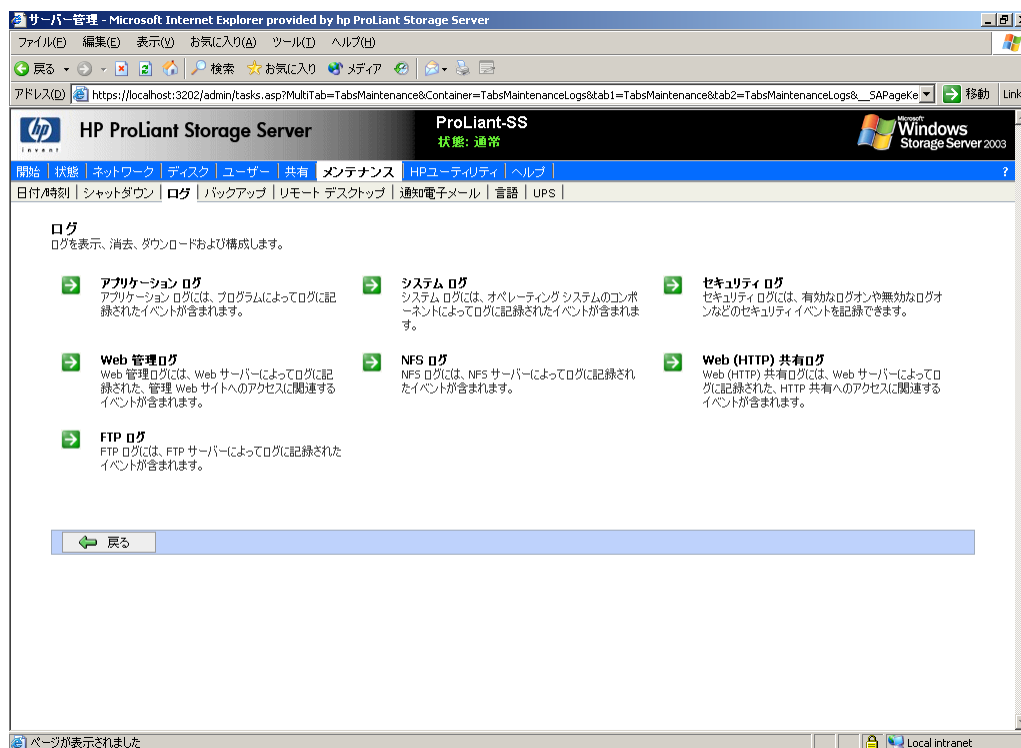 サーバー管理 - Microsoft Internet Explorer provided by hp ProLiant Storage Server
ファイル(F) 編集(E) 表示(V) お気に入り(A) ツール(T) ヘルプ(H)
戻る 検索 お気に入り メディア
アドレス(D) https://localhost:3202/admin/tasks.asp?MultiTab=TabsMaintenance&Container=TabsMaintenanceLogs&tab1=TabsMaintenance&tab2=TabsMaintenanceLogs&__SAPageKe 移動 Link
hp invent HP ProLiant Storage Server
ProLiant-SS
状態: 通常
Microsoft
Windows
Storage Server 2003
開始 状態 ネットワーク ディスク ユーザー 共有 メンテナンス HPユーティリティ ヘルプ ?
日付/時刻 シャットダウン ログ バックアップ リモート デスクトップ 通知電子メール 言語 UPS
ログ
ログを表示、消去、ダウンロードおよび構成します。
アプリケーション ログ
アプリケーション ログには、プログラムによってログに記
録されたイベントが含まれます。
システム ログ
システム ログには、オペレーティング システムのコンポ
ーネントによってログに記録されたイベントが含まれま
す。
セキュリティ ログ
セキュリティ ログには、有効なログオンや無効なログオ
ンなどのセキュリティ イベントを記録できます。
Web 管理ログ
Web 管理ログには、Web サーバーによってログに記
録された、管理 Web サイトへのアクセスに関連する
イベントが含まれます。
NFS ログ
NFS ログには、NFS サーバーによってログに記録され
たイベントが含まれます。
Web (HTTP) 共有ログ
Web (HTTP) 共有ログには、Web サーバーによってロ
グに記録された、HTTP 共有へのアクセスに関連する
イベントが含まれます。
FTP ログ
FTP ログには、FTP サーバーによってログに記録された
イベントが含まれます。
戻る
ページが表示されました
Local intranet